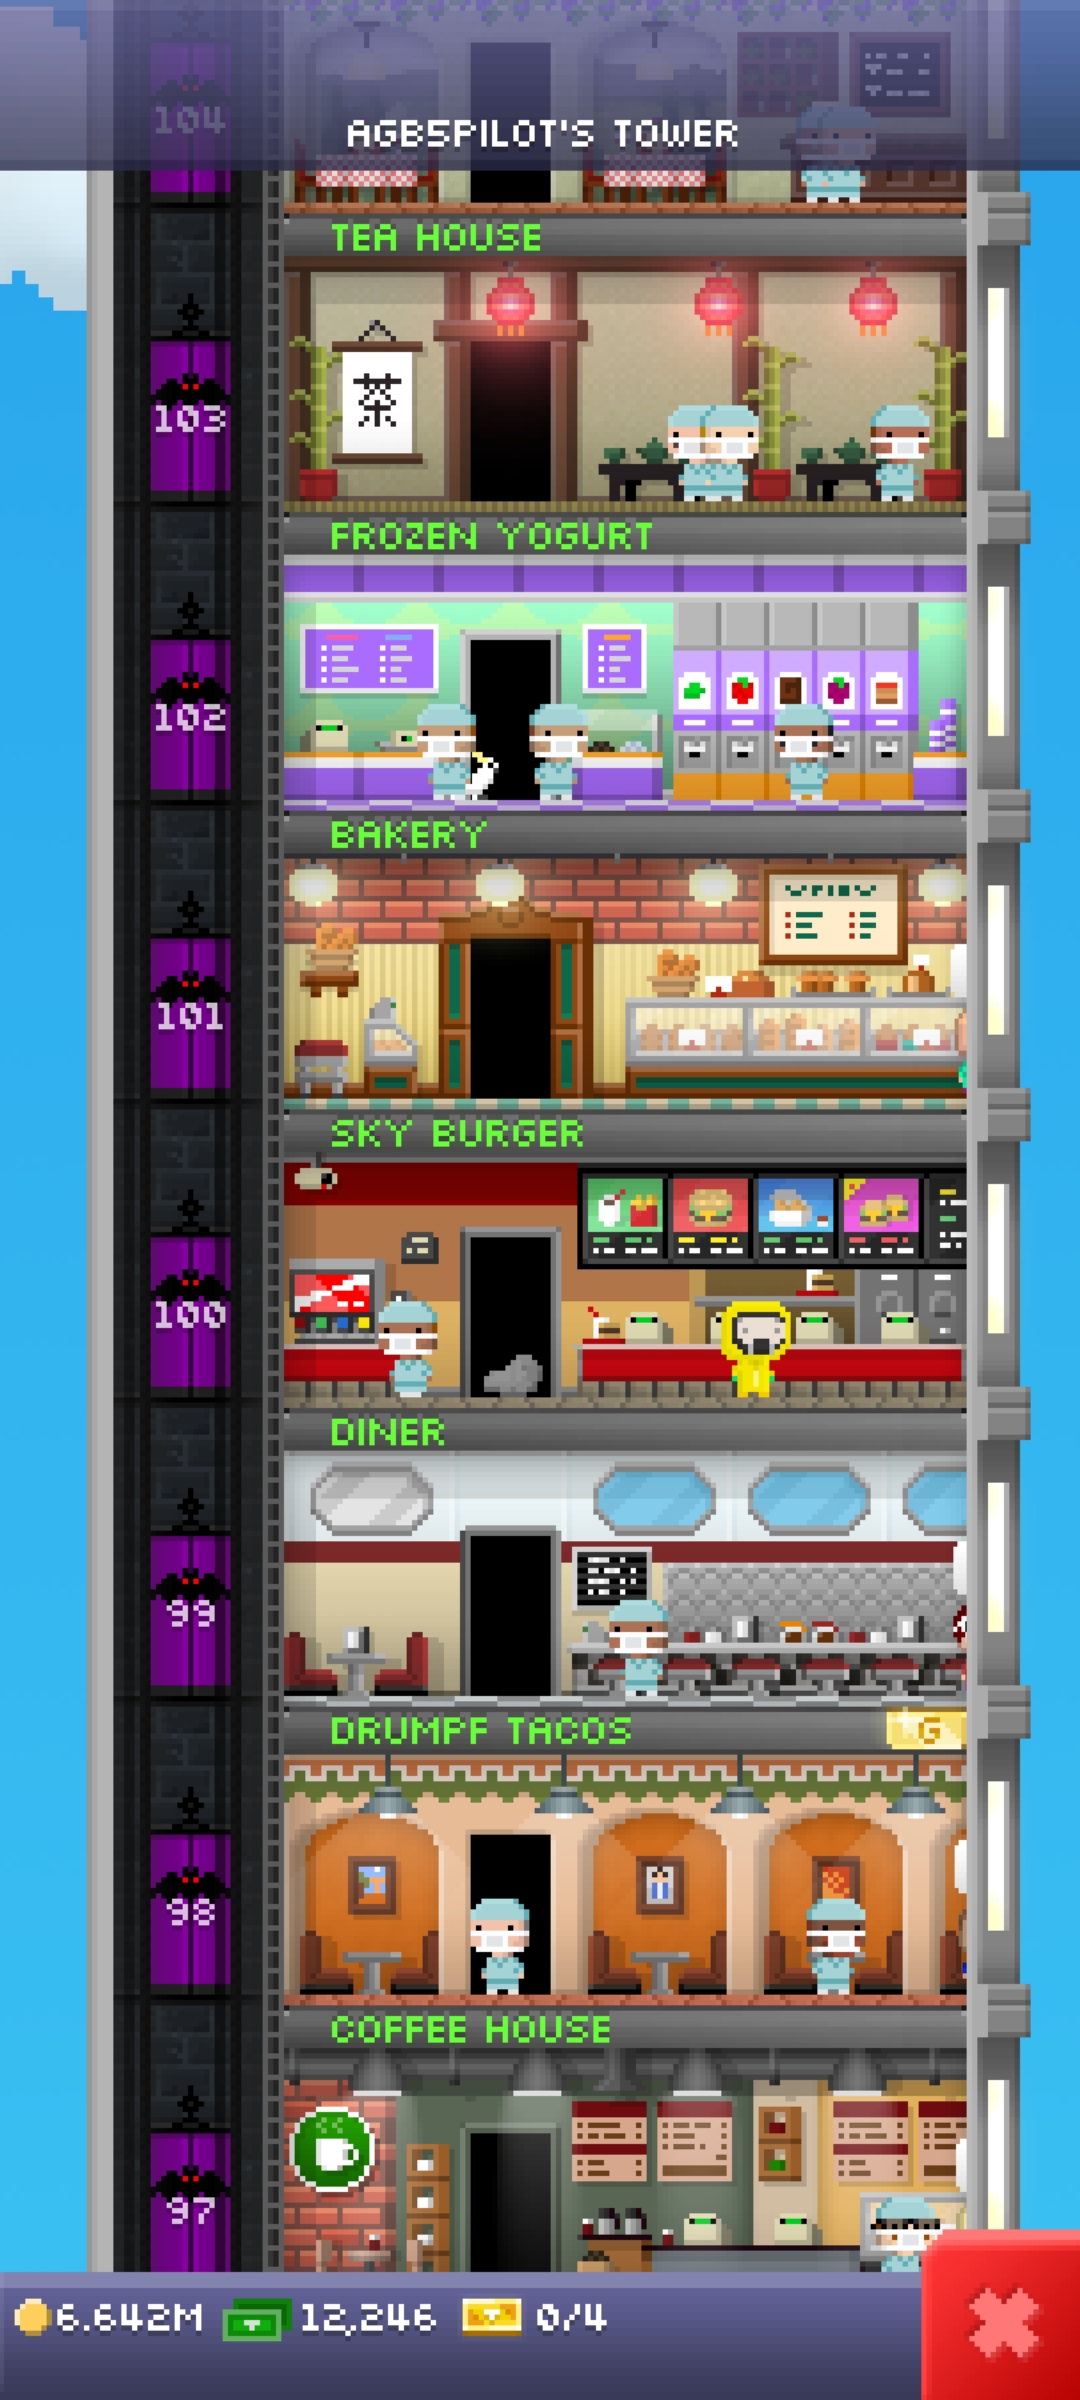 104
AGB5PILOT'S TOWER
TEA HOUSE
茶
103
FROZEN YOGURT
102
BAKERY
101
SKY BURGER
100
DINER
99
DRUMPF TACOS
G
98
COFFEE HOUSE
97
6.642M 12,246 0/4